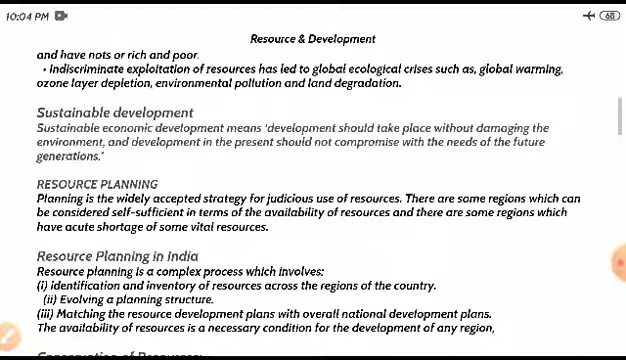 10:04 PM
68
Resource & Development
and have nots or rich and poor.
• Indiscriminate exploitation of resources has led to global ecological crises such as, global warming,
ozone layer depletion, environmental pollution and land degradation.
Sustainable development
Sustainable economic development means 'development should take place without damaging the
environment, and development in the present should not compromise with the needs of the future
generations.'
RESOURCE PLANNING
Planning is the widely accepted strategy for judicious use of resources. There are some regions which can
be considered self-sufficient in terms of the availability of resources and there are some regions which
have acute shortage of some vital resources.
Resource Planning in India
Resource planning is a complex process which involves:
(i) identification and inventory of resources across the regions of the country.
(ii) Evolving a planning structure.
(iii) Matching the resource development plans with overall national development plans.
The availability of resources is a necessary condition for the development of any region,
Conservation of Resources: